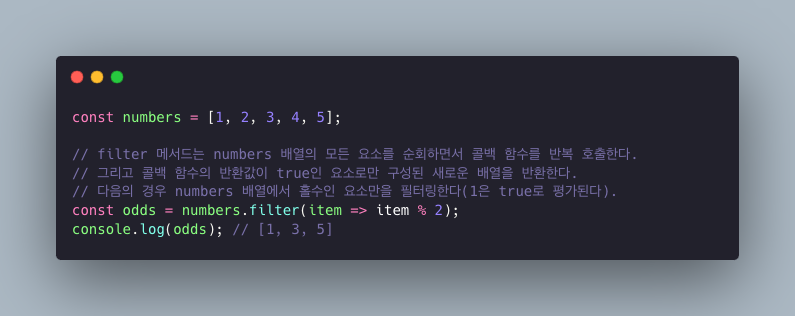 const numbers = [1, 2, 3, 4, 5];
// filter 메서드는 numbers 배열의 모든 요소를 순회하면서 콜백 함수를 반복 호출한다.
// 그리고 콜백 함수의 반환값이 true인 요소로만 구성된 새로운 배열을 반환한다.
// 다음의 경우 numbers 배열에서 홀수인 요소만을 필터링한다(1은 true로 평가된다).
const odds = numbers.filter(item => item % 2);
console.log(odds); // [1, 3, 5]